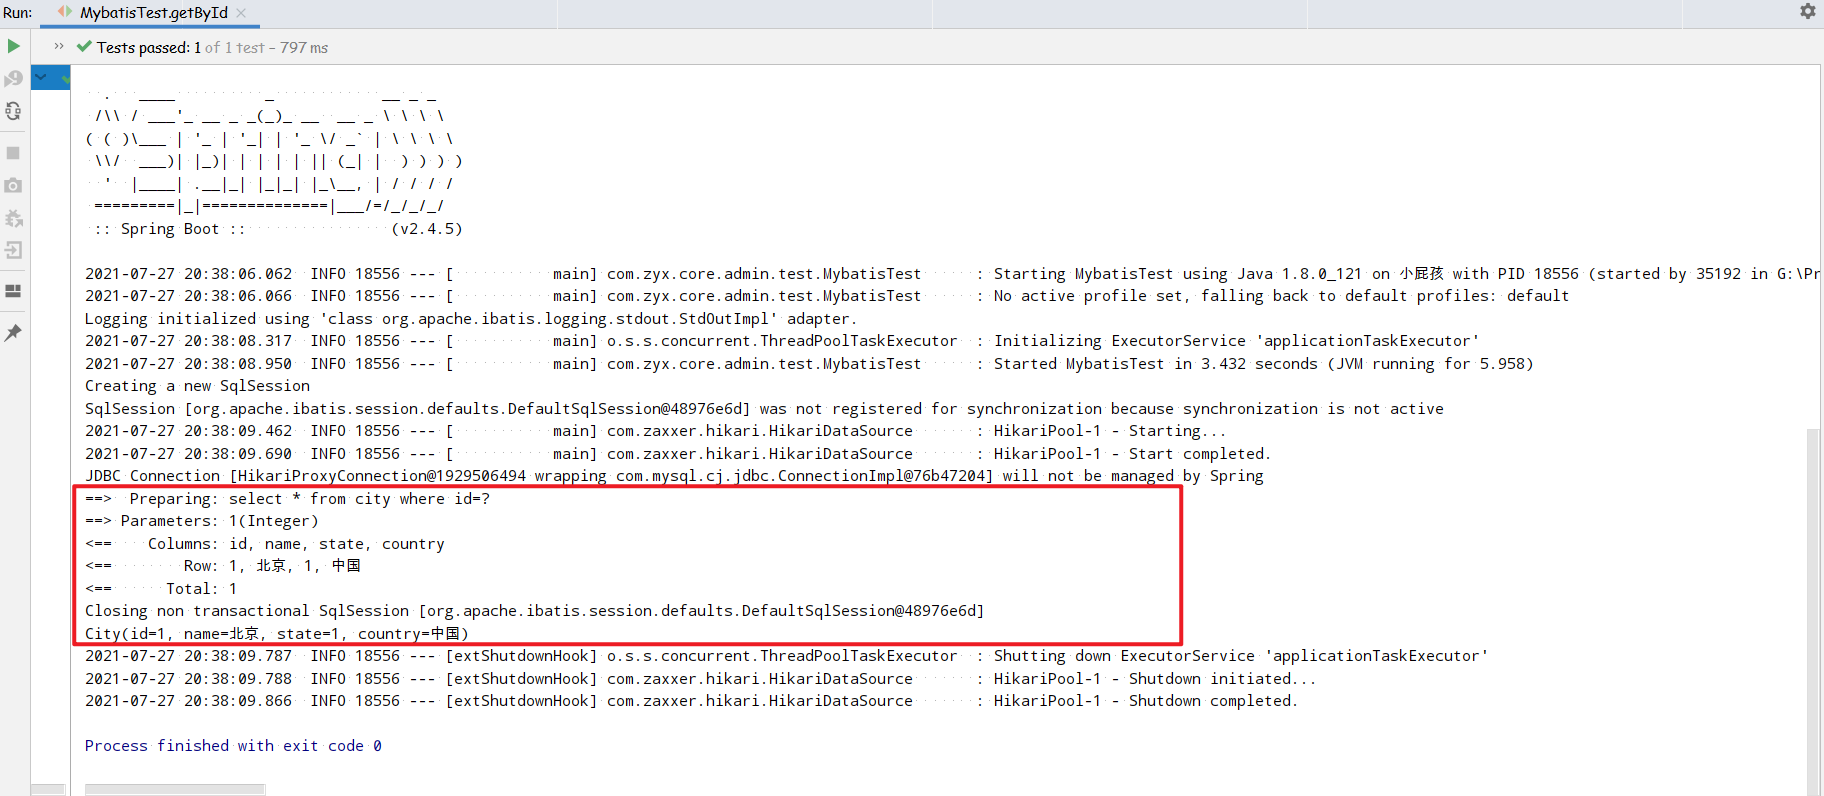 Run: MybatisTest.getById
Tests passed: 1 of 1 test – 797 ms
  .   ____          _            __ _ _
 /\\ / ___'_ __ _ _(_)_ __  __ _ \ \ \ \
( ( )\___ | '_ | '_| | '_ \/ _` | \ \ \ \
 \\/  ___)| |_)| | | | | || (_| |  ) ) ) )
  '  |____| .__|_| |_|_| |_\__, | / / / /
 =========|_|==============|___/=/_/_/_/
 :: Spring Boot ::                (v2.4.5)
2021-07-27 20:38:06.062  INFO 18556 --- [           main] com.zyx.core.admin.test.MybatisTest      : Starting MybatisTest using Java 1.8.0_121 on 小屁孩 with PID 18556 (started by 35192 in G:\Pr
2021-07-27 20:38:06.066  INFO 18556 --- [           main] com.zyx.core.admin.test.MybatisTest      : No active profile set, falling back to default profiles: default
Logging initialized using 'class org.apache.ibatis.logging.stdout.StdOutImpl' adapter.
2021-07-27 20:38:08.317  INFO 18556 --- [           main] o.s.s.concurrent.ThreadPoolTaskExecutor  : Initializing ExecutorService 'applicationTaskExecutor'
2021-07-27 20:38:08.950  INFO 18556 --- [           main] com.zyx.core.admin.test.MybatisTest      : Started MybatisTest in 3.432 seconds (JVM running for 5.958)
Creating a new SqlSession
SqlSession [org.apache.ibatis.session.defaults.DefaultSqlSession@48976e6d] was not registered for synchronization because synchronization is not active
2021-07-27 20:38:09.462  INFO 18556 --- [           main] com.zaxxer.hikari.HikariDataSource       : HikariPool-1 - Starting...
2021-07-27 20:38:09.690  INFO 18556 --- [           main] com.zaxxer.hikari.HikariDataSource       : HikariPool-1 - Start completed.
JDBC Connection [HikariProxyConnection@1929506494 wrapping com.mysql.cj.jdbc.ConnectionImpl@76b47204] will not be managed by Spring
==>  Preparing: select * from city where id=?
==> Parameters: 1(Integer)
<==    Columns: id, name, state, country
<==        Row: 1, 北京, 1, 中国
<==      Total: 1
Closing non transactional SqlSession [org.apache.ibatis.session.defaults.DefaultSqlSession@48976e6d]
City(id=1, name=北京, state=1, country=中国)
2021-07-27 20:38:09.787  INFO 18556 --- [extShutdownHook] o.s.s.concurrent.ThreadPoolTaskExecutor  : Shutting down ExecutorService 'applicationTaskExecutor'
2021-07-27 20:38:09.788  INFO 18556 --- [extShutdownHook] com.zaxxer.hikari.HikariDataSource       : HikariPool-1 - Shutdown initiated...
2021-07-27 20:38:09.866  INFO 18556 --- [extShutdownHook] com.zaxxer.hikari.HikariDataSource       : HikariPool-1 - Shutdown completed.
Process finished with exit code 0